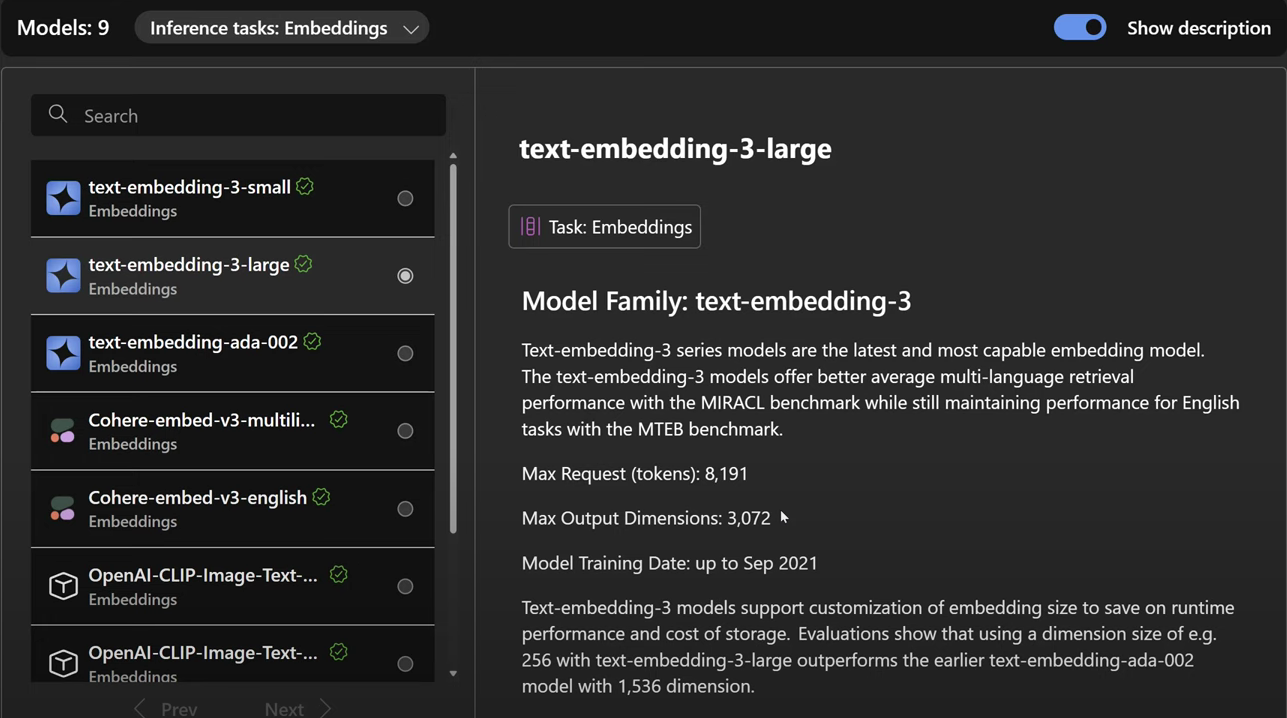 Models: 9
Inference tasks: Embeddings
Show description
Search
text-embedding-3-small
Embeddings
text-embedding-3-large
Embeddings
text-embedding-ada-002
Embeddings
Cohere-embed-v3-multili...
Embeddings
Cohere-embed-v3-english
Embeddings
OpenAI-CLIP-Image-Text-...
Embeddings
OpenAI-CLIP-Image-Text-...
Embeddings
Prev
Next
text-embedding-3-large
Task: Embeddings
Model Family: text-embedding-3
Text-embedding-3 series models are the latest and most capable embedding model.
The text-embedding-3 models offer better average multi-language retrieval
performance with the MIRACL benchmark while still maintaining performance for English
tasks with the MTEB benchmark.
Max Request (tokens): 8,191
Max Output Dimensions: 3,072
Model Training Date: up to Sep 2021
Text-embedding-3 models support customization of embedding size to save on runtime
performance and cost of storage. Evaluations show that using a dimension size of e.g.
256 with text-embedding-3-large outperforms the earlier text-embedding-ada-002
model with 1,536 dimension.